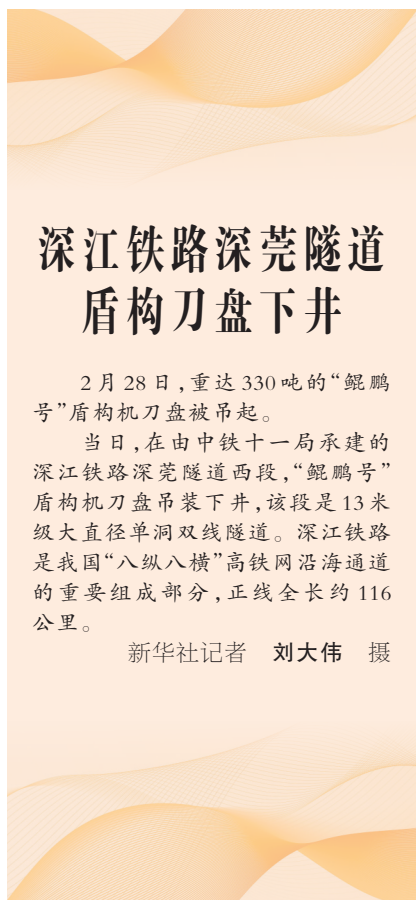 深江铁路深莞隧道
盾构刀盘下井
2月28日，重达330吨的“鲲鹏
号”盾构机刀盘被吊起。
当日，在由中铁十一局承建的
深江铁路深莞隧道西段，“鲲鹏号”
盾构机刀盘吊装下井，该段是13米
级大直径单洞双线隧道。深江铁路
是我国“八纵八横”高铁网沿海通道
的重要组成部分，正线全长约116
公里。
新华社记者 刘大伟 摄